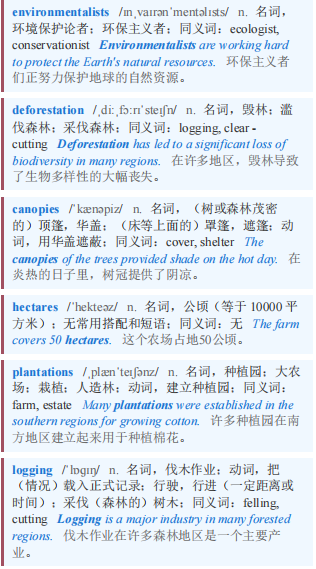 environmentalists /ɪnˌvaɪrənˈmentəlɪsts/ n. 名词，
环境保护论者；环保主义者；同义词: ecologist,
conservationist Environmentalists are working hard
to protect the Earth's natural resources. 环保主义者
们正努力保护地球的自然资源。
deforestation /ˌdiːˌfɔːrɪˈsteɪʃn/ n. 名词，毁林；滥
伐森林；采伐森林；同义词: logging, clear-
cutting Deforestation has led to a significant loss of
biodiversity in many regions. 在许多地区，毁林导致
了生物多样性的大幅丧失。
canopies /ˈkænəpiz/ n. 名词，（树或森林茂密
的）顶篷，华盖；（床等上面的）罩篷，遮篷；动
词，用华盖遮蔽；同义词: cover, shelter The
canopies of the trees provided shade on the hot day. 在
炎热的日子里，树冠提供了阴凉。
hectares /ˈhekteəz/ n. 名词，公顷（等于10000 平
方米）；无常用搭配和短语；同义词: 无 The farm
covers 50 hectares. 这个农场占地50公顷。
plantations /ˌplænˈteɪʃənz/ n. 名词，种植园；大农
场；栽植；人造林；动词，建立种植园；同义词:
farm, estate Many plantations were established in the
southern regions for growing cotton. 许多种植园在南
方地区建立起来用于种植棉花。
logging /ˈlɒɡɪŋ/ n. 名词，伐木作业；动词，把
（情况）载入正式记录；行驶，行进（一定距离或
时间）；采伐（森林的）树木；同义词: felling,
cutting Logging is a major industry in many forested
regions. 伐木作业在许多森林地区是一个主要产
业。